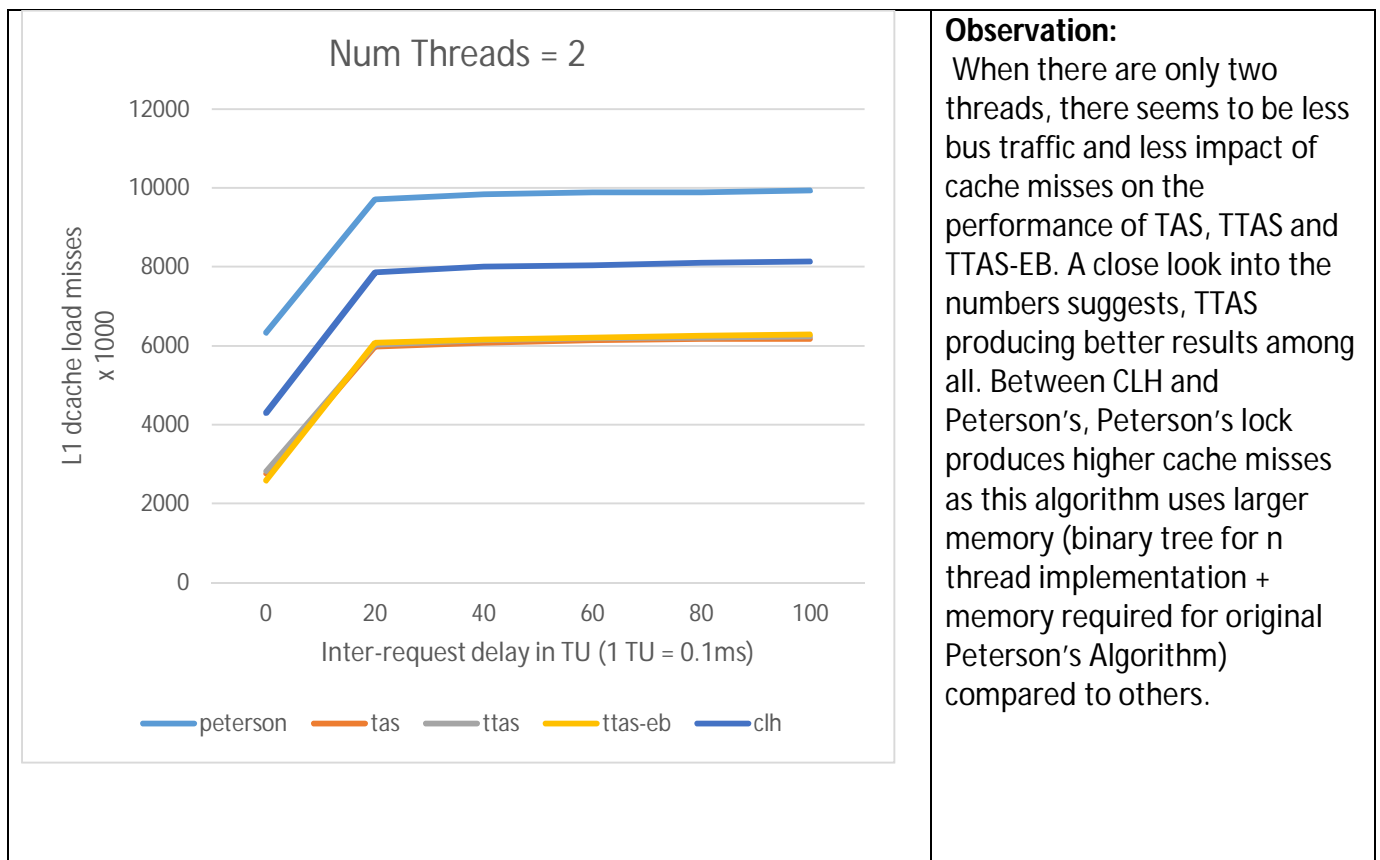 Num Threads = 2
12000
10000
8000
6000
4000
2000
0
L1 dcache load misses
x 1000
0 20 40 60 80 100
Inter-request delay in TU (1 TU = 0.1ms)
peterson tas ttas ttas-eb clh
Observation:
When there are only two
threads, there seems to be less
bus traffic and less impact of
cache misses on the
performance of TAS, TTAS and
TTAS-EB. A close look into the
numbers suggests, TTAS
producing better results among
all. Between CLH and
Peterson’s, Peterson’s lock
produces higher cache misses
as this algorithm uses larger
memory (binary tree for n
thread implementation +
memory required for original
Peterson’s Algorithm)
compared to others.